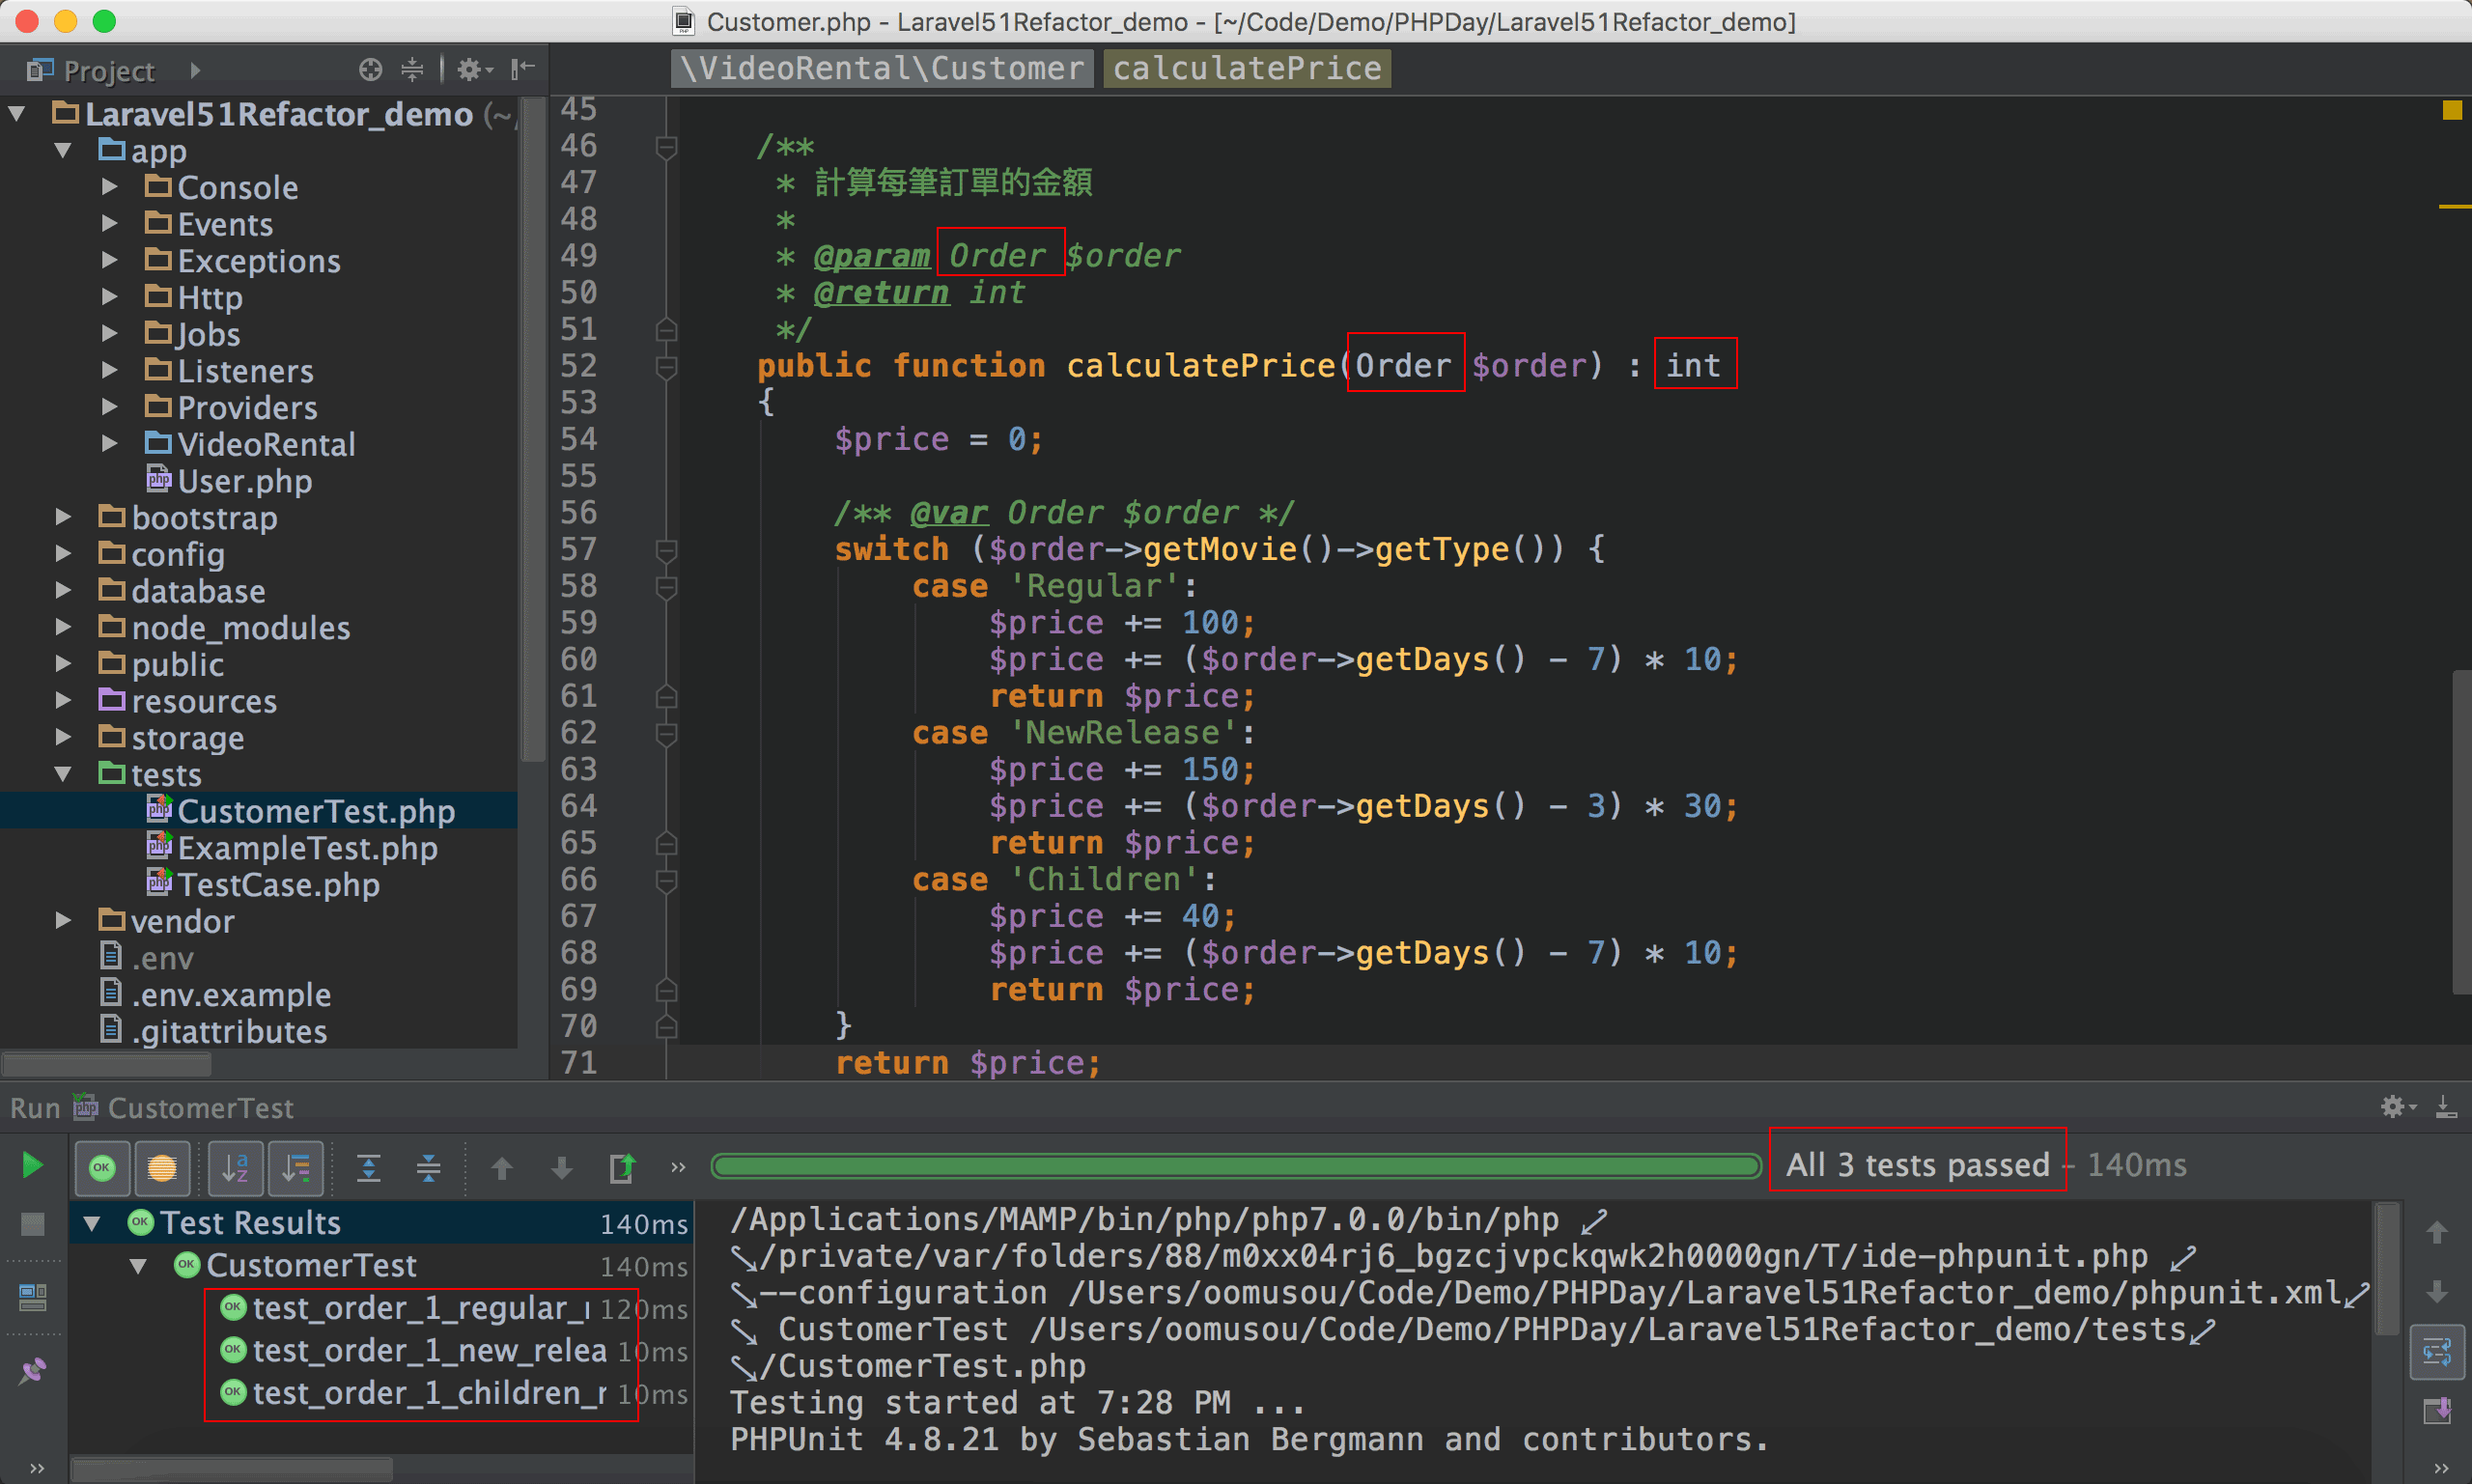 Customer.php - Laravel51Refactor_demo - [~/Code/Demo/PHPDay/Laravel51Refactor_demo]
Project
\VideoRental\Customer calculatePrice
Laravel51Refactor_demo (~/
app
Console
Events
Exceptions
Http
Jobs
Listeners
Providers
VideoRental
User.php
bootstrap
config
database
node_modules
public
resources
storage
tests
CustomerTest.php
ExampleTest.php
TestCase.php
vendor
.env
.env.example
.gitattributes
45
46 /**
47 * 計算每筆訂單的金額
48 *
49 * @param Order $order
50 * @return int
51 */
52 public function calculatePrice(Order $order) : int
53 {
54 $price = 0;
55
56 /** @var Order $order */
57 switch ($order->getMovie()->getType()) {
58 case 'Regular':
59 $price += 100;
60 $price += ($order->getDays() - 7) * 10;
61 return $price;
62 case 'NewRelease':
63 $price += 150;
64 $price += ($order->getDays() - 3) * 30;
65 return $price;
66 case 'Children':
67 $price += 40;
68 $price += ($order->getDays() - 7) * 10;
69 return $price;
70 }
71 return $price;
Run CustomerTest
All 3 tests passed - 140ms
Test Results 140ms
CustomerTest 140ms
test_order_1_regular_ 120ms
test_order_1_new_relea 10ms
test_order_1_children_r 10ms
/Applications/MAMP/bin/php/php7.0.0/bin/php
/private/var/folders/88/m0xx04rj6_bgzcjvpckqwk2h0000gn/T/ide-phpunit.php
--configuration /Users/oomusou/Code/Demo/PHPDay/Laravel51Refactor_demo/phpunit.xml
CustomerTest /Users/oomusou/Code/Demo/PHPDay/Laravel51Refactor_demo/tests
/CustomerTest.php
Testing started at 7:28 PM ...
PHPUnit 4.8.21 by Sebastian Bergmann and contributors.